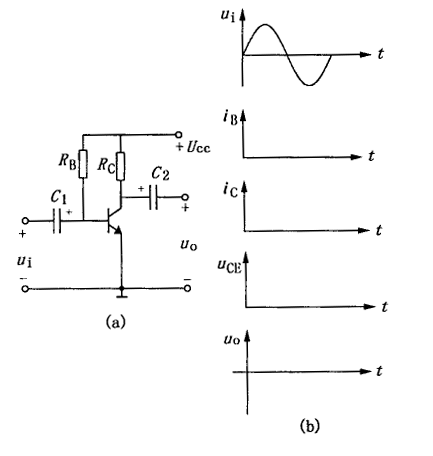 R_B
R_C
+ U_CC
C_1
+
+
C_2
+
+
u_i
u_o
−
−
(a)
u_i
t
i_B
t
i_C
t
u_CE
t
u_o
t
(b)